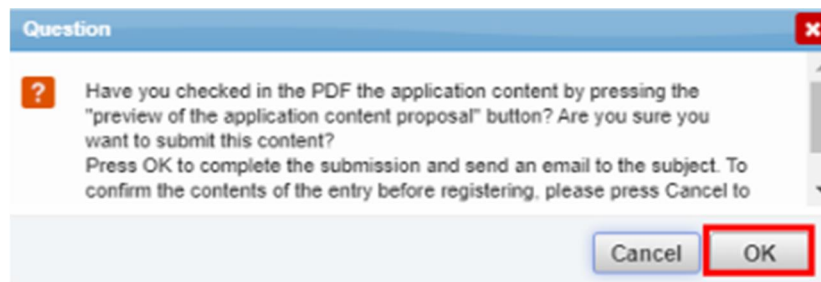 Question
Have you checked in the PDF the application content by pressing the
"preview of the application content proposal" button? Are you sure you
want to submit this content?
Press OK to complete the submission and send an email to the subject. To
confirm the contents of the entry before registering, please press Cancel to
Cancel
OK